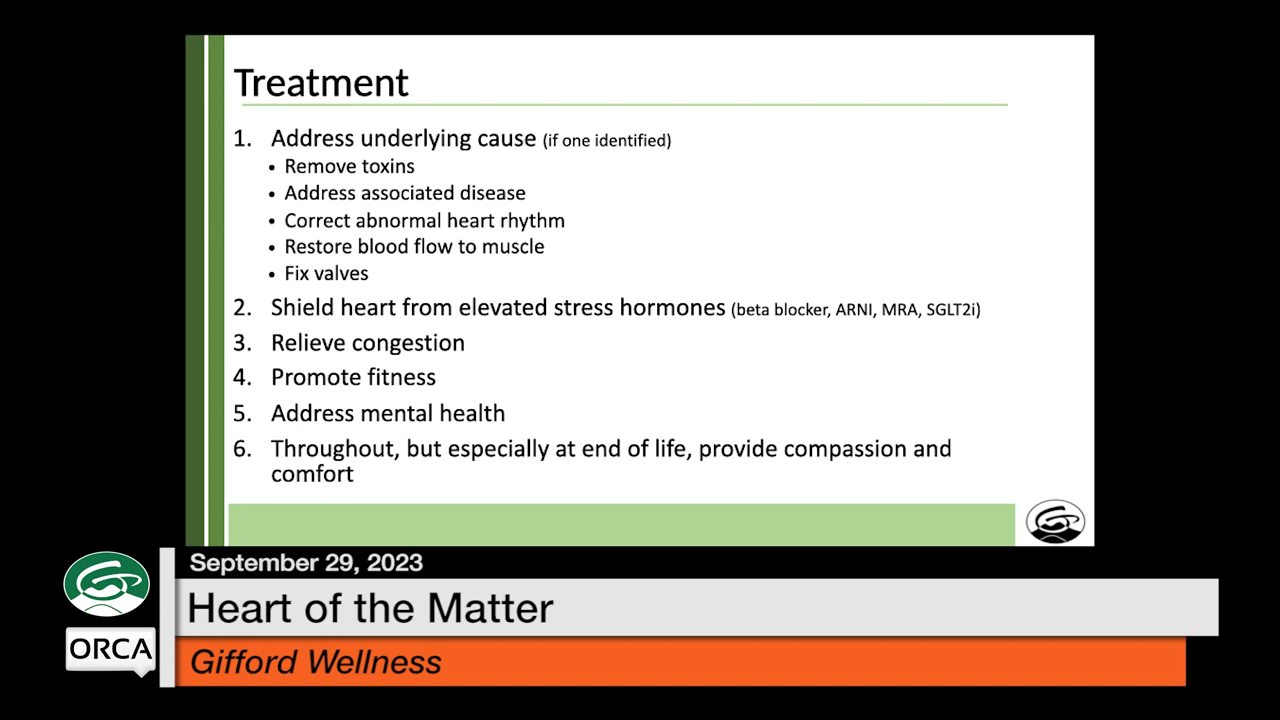 Treatment
1. Address underlying cause (if one identified)
• Remove toxins
• Address associated disease
• Correct abnormal heart rhythm
• Restore blood flow to muscle
• Fix valves
2. Shield heart from elevated stress hormones (beta blocker, ARNI, MRA, SGLT2i)
3. Relieve congestion
4. Promote fitness
5. Address mental health
6. Throughout, but especially at end of life, provide compassion and
comfort
September 29, 2023
Heart of the Matter
ORCA
Gifford Wellness